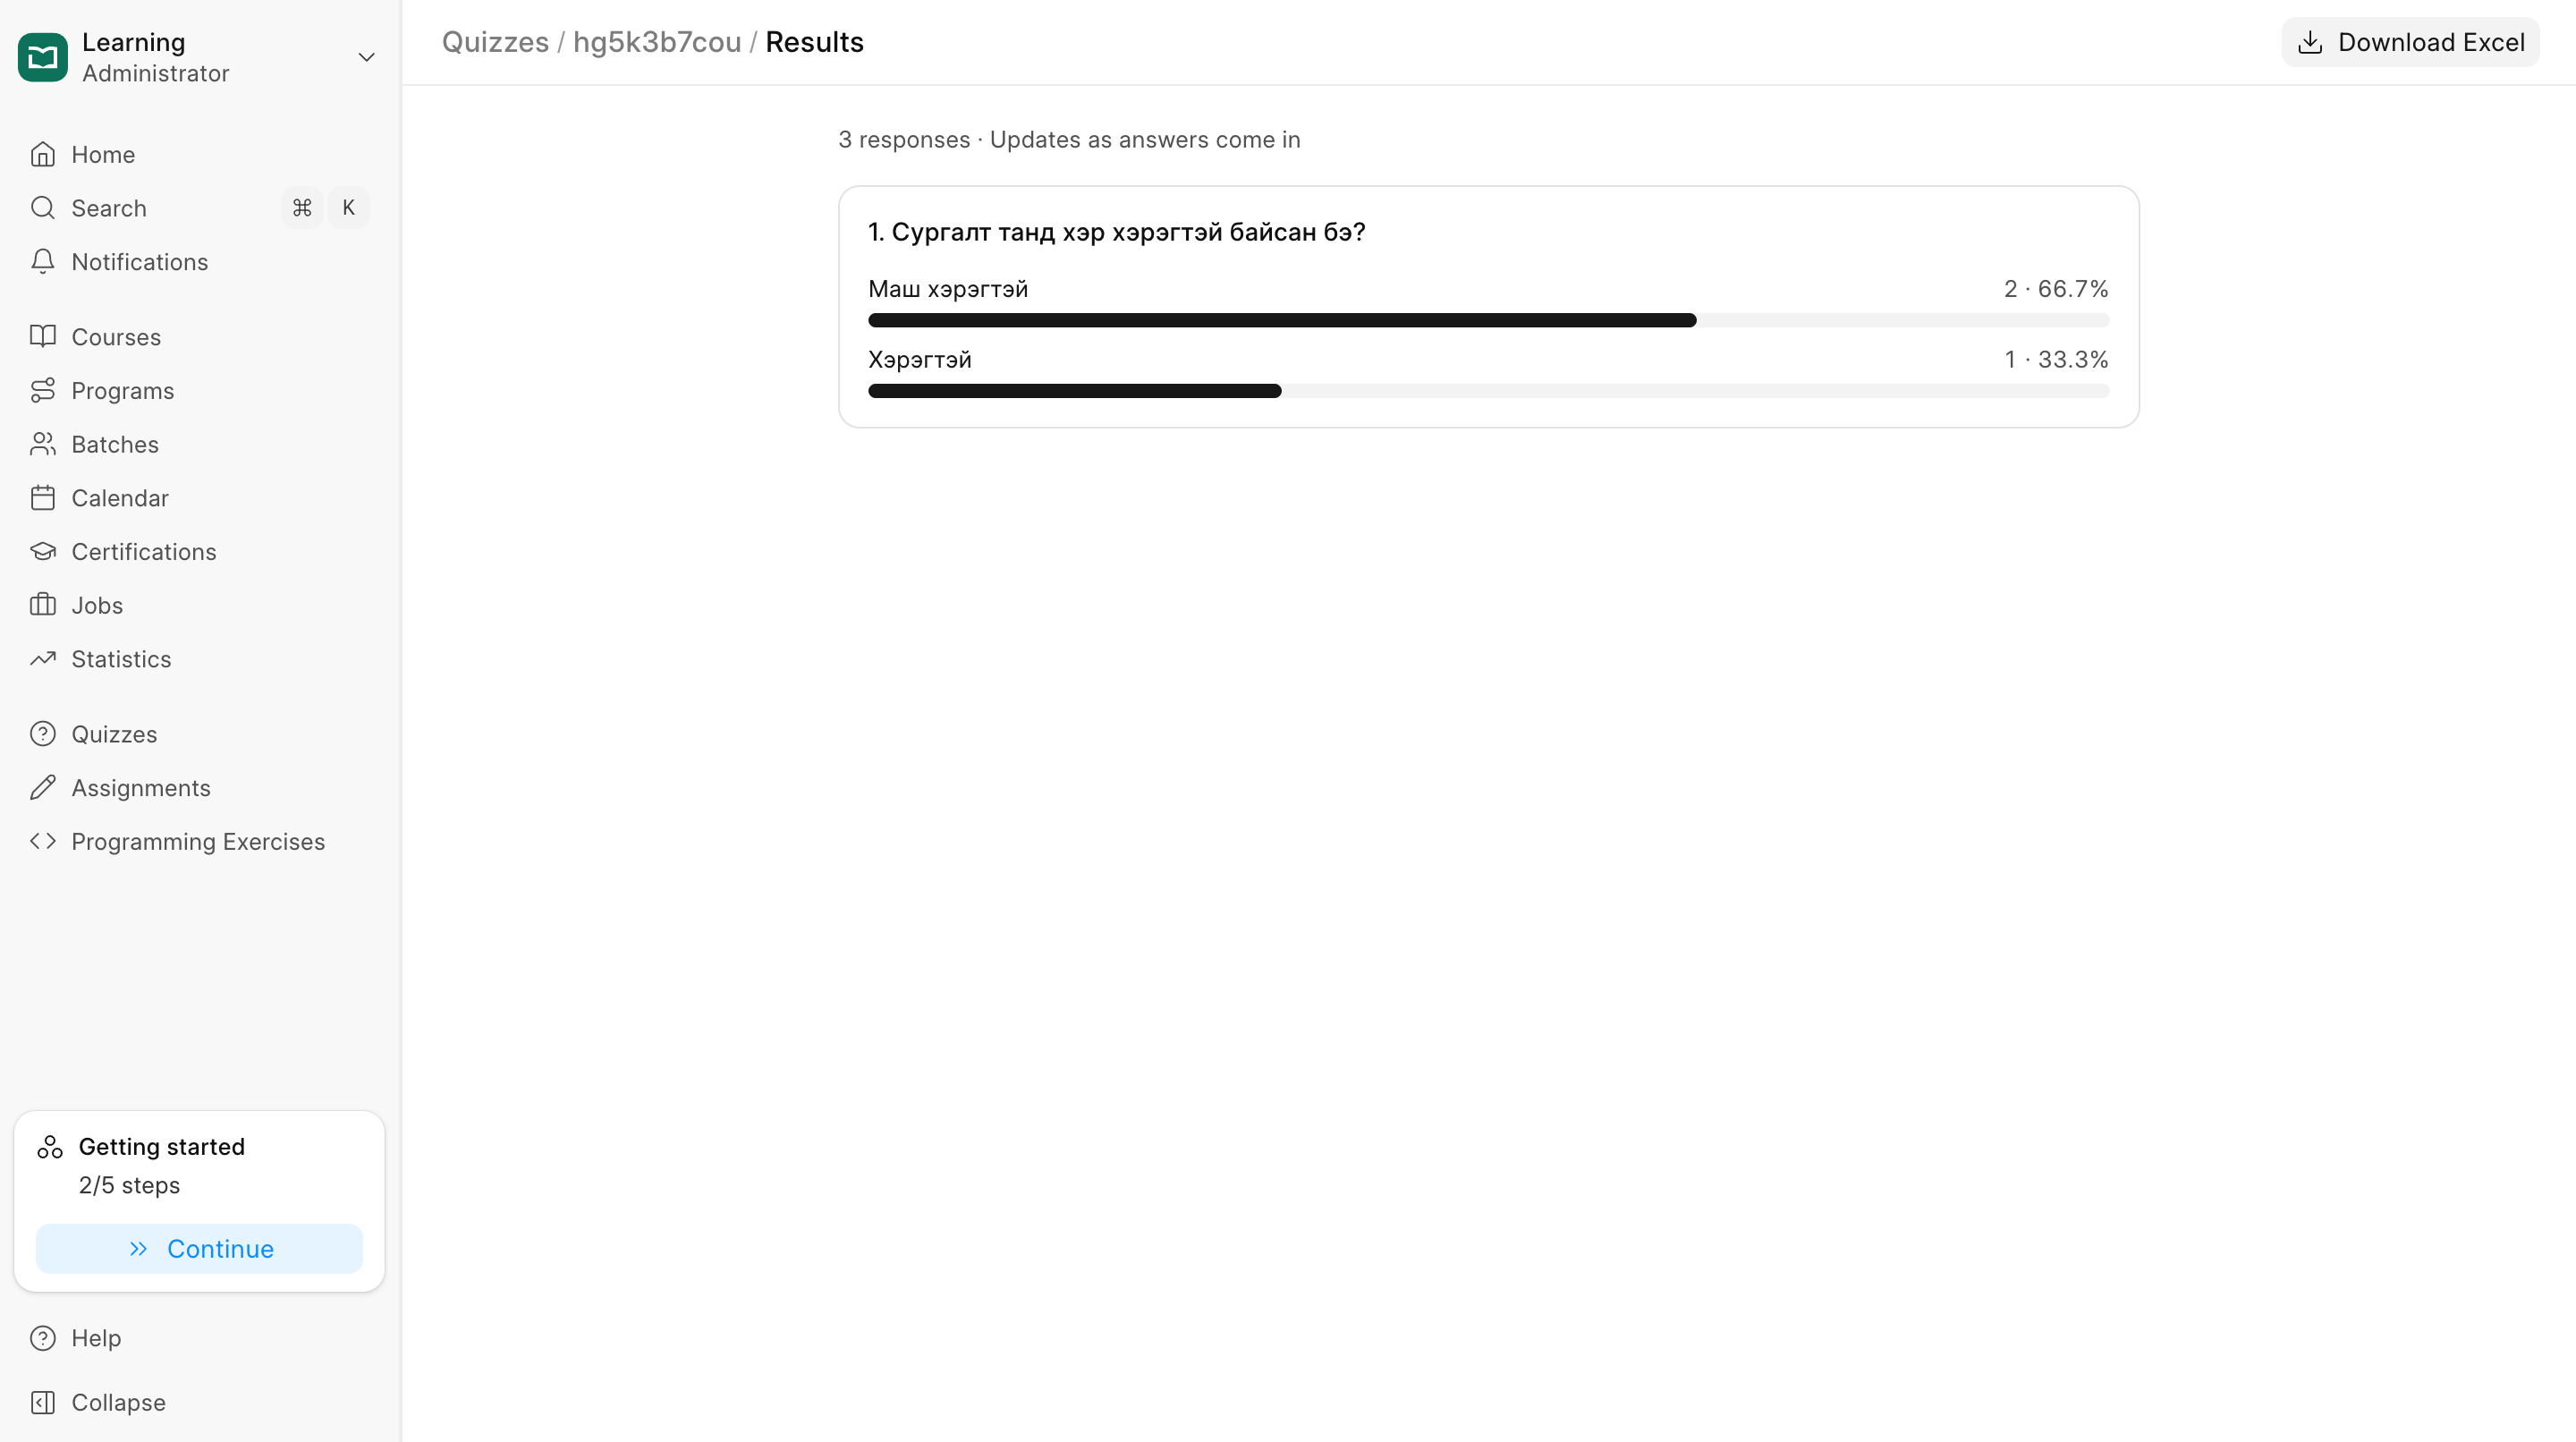 Learning
Administrator
Home
Search ⌘ K
Notifications
Courses
Programs
Batches
Calendar
Certifications
Jobs
Statistics
Quizzes
Assignments
Programming Exercises
Getting started
2/5 steps
Continue
Help
Collapse
Quizzes / hg5k3b7cou / Results
Download Excel
3 responses · Updates as answers come in
1. Сургалт танд хэр хэрэгтэй байсан бэ?
Маш хэрэгтэй 2 · 66.7%
Хэрэгтэй 1 · 33.3%